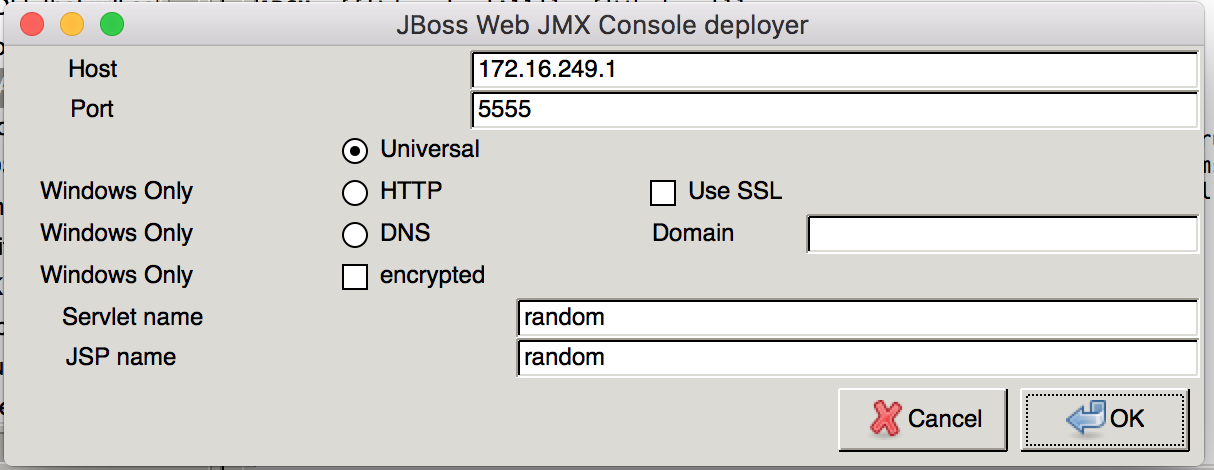 JBoss Web JMX Console deployer
Host 172.16.249.1
Port 5555
Universal
Windows Only HTTP Use SSL
Windows Only DNS Domain
Windows Only encrypted
Servlet name random
JSP name random
Cancel OK